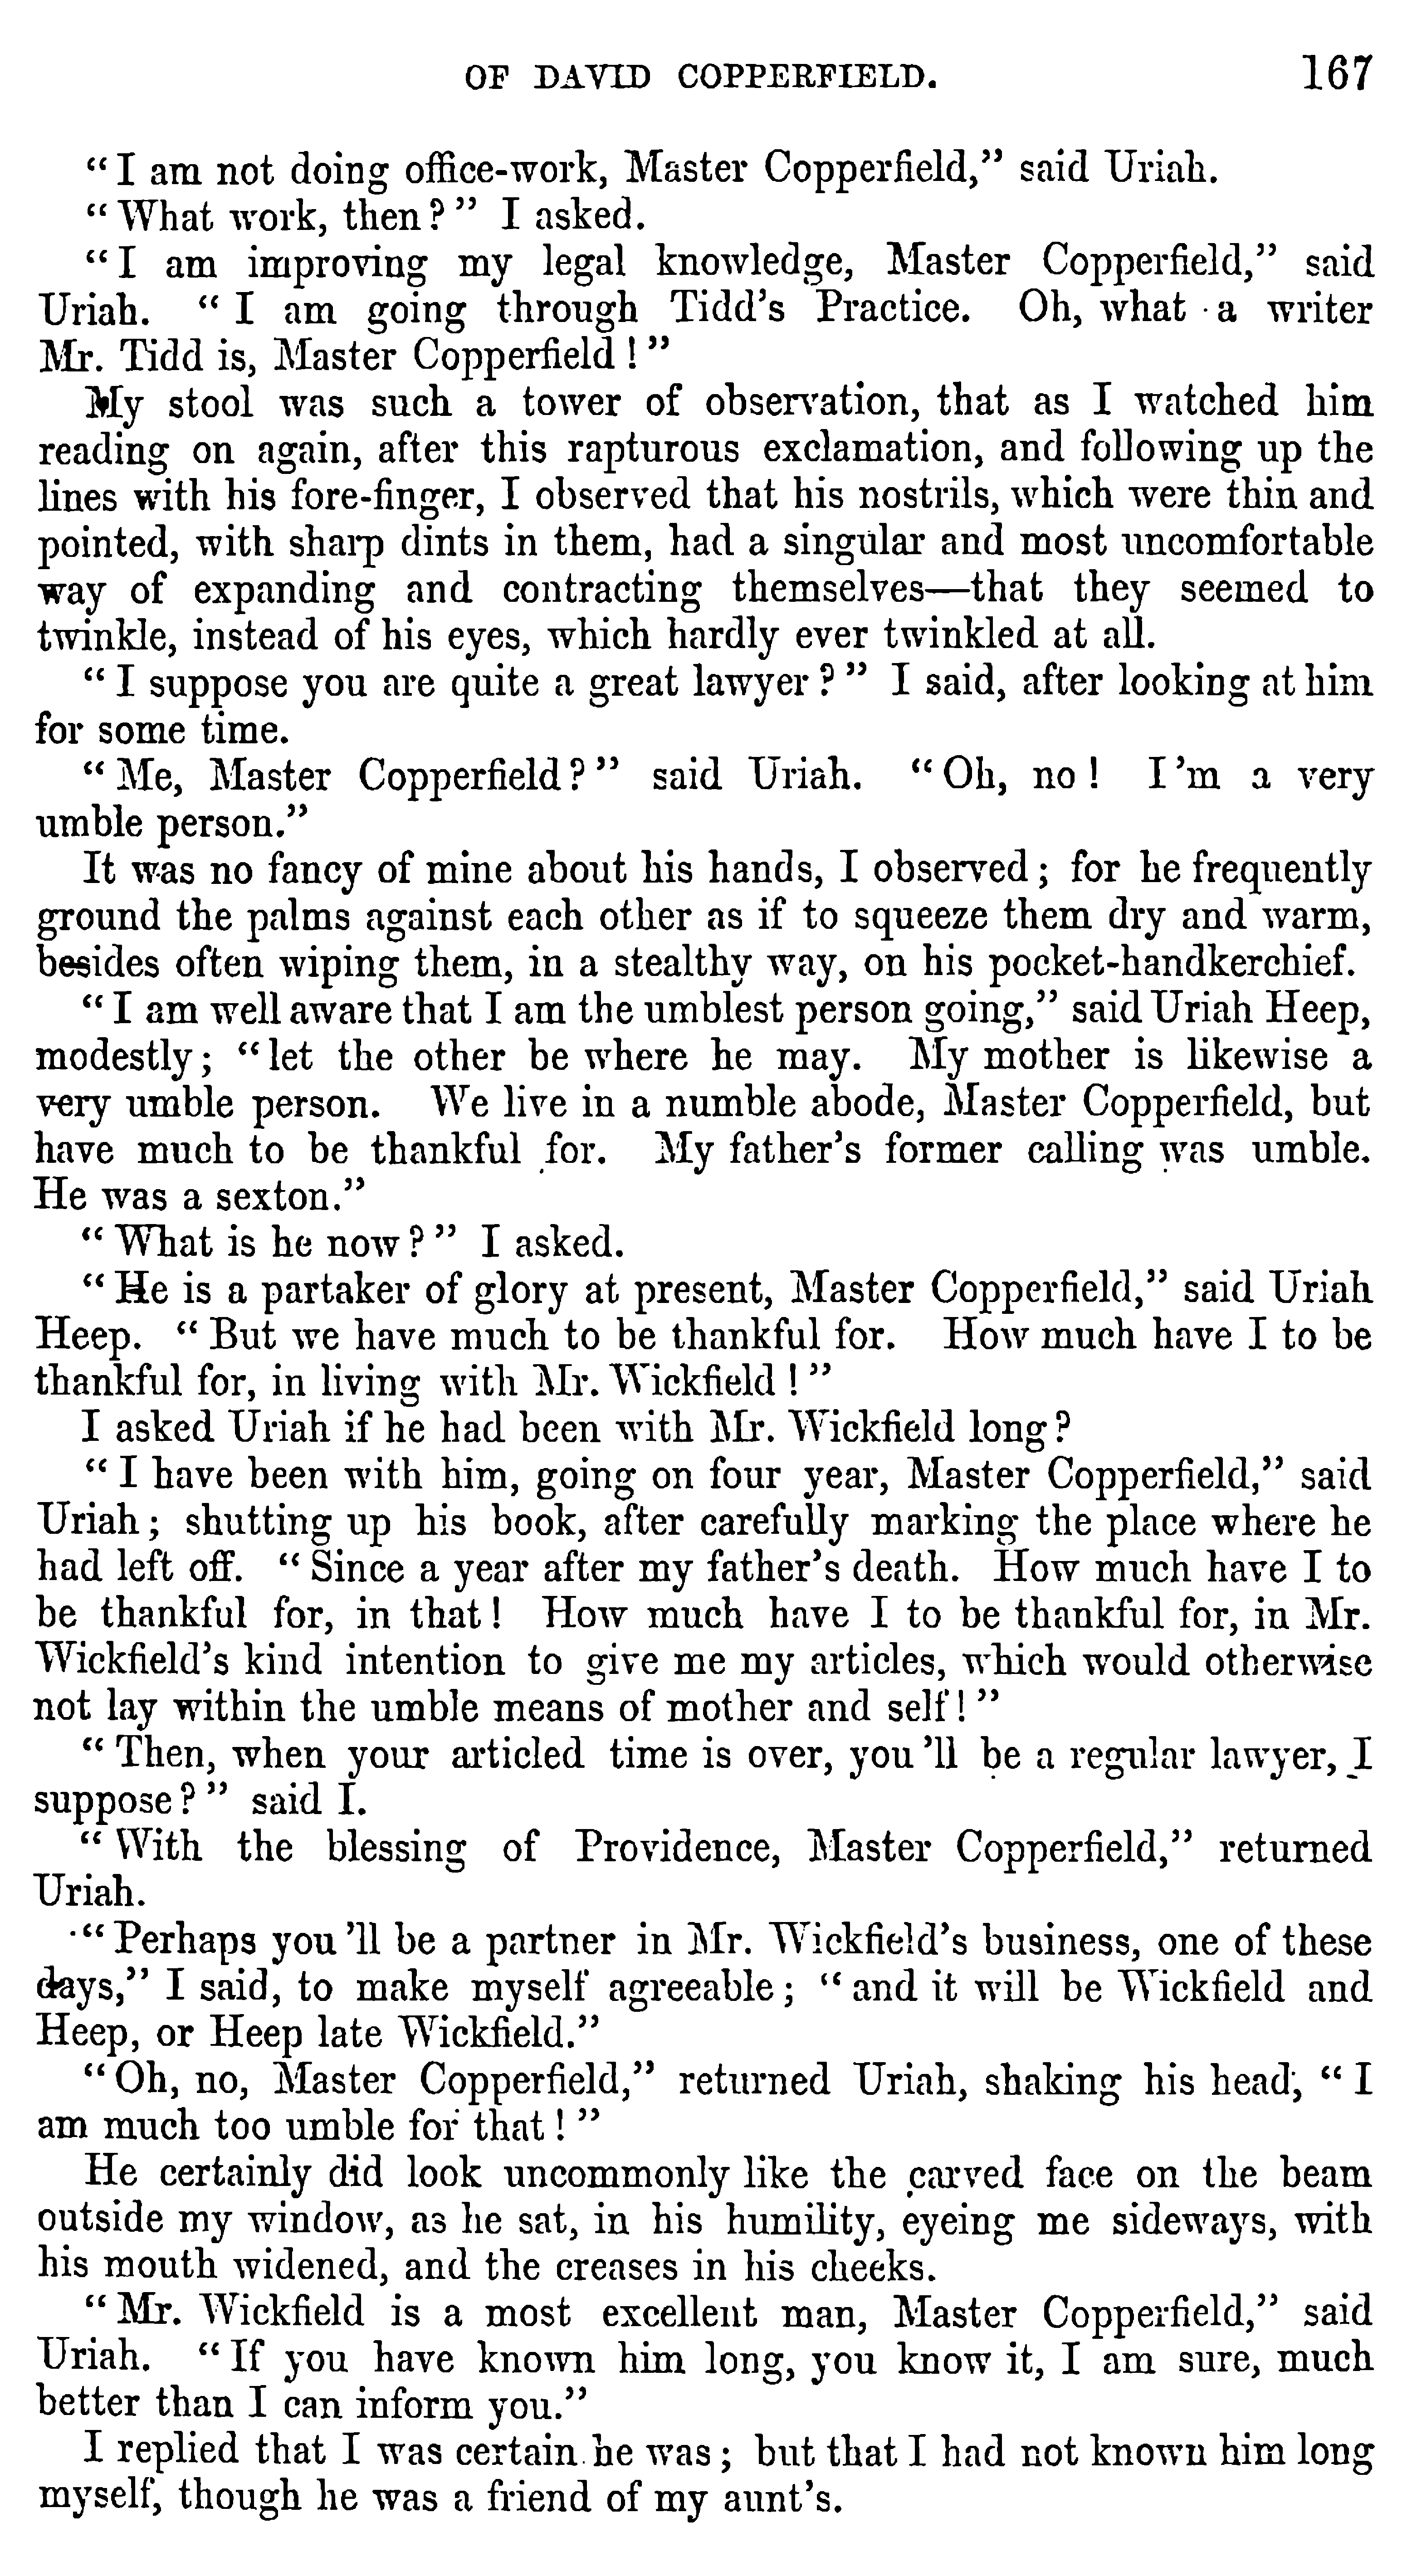 OF DAVID COPPERFIELD. 167
“I am not doing office-work, Master Copperfield,” said Uriah.
“What work, then?” I asked.
“I am improving my legal knowledge, Master Copperfield,” said
Uriah. “I am going through Tidd’s Practice. Oh, what a writer
Mr. Tidd is, Master Copperfield!”
My stool was such a tower of observation, that as I watched him
reading on again, after this rapturous exclamation, and following up the
lines with his fore-finger, I observed that his nostrils, which were thin and
pointed, with sharp dints in them, had a singular and most uncomfortable
way of expanding and contracting themselves—that they seemed to
twinkle, instead of his eyes, which hardly ever twinkled at all.
“I suppose you are quite a great lawyer?” I said, after looking at him
for some time.
“Me, Master Copperfield?” said Uriah. “Oh, no! I’m a very
umble person.”
It was no fancy of mine about his hands, I observed; for he frequently
ground the palms against each other as if to squeeze them dry and warm,
besides often wiping them, in a stealthy way, on his pocket-handkerchief.
“I am well aware that I am the umblest person going,” said Uriah Heep,
modestly; “let the other be where he may. My mother is likewise a
very umble person. We live in a numble abode, Master Copperfield, but
have much to be thankful for. My father’s former calling was umble.
He was a sexton.”
“What is he now?” I asked.
“He is a partaker of glory at present, Master Copperfield,” said Uriah
Heep. “But we have much to be thankful for. How much have I to be
thankful for, in living with Mr. Wickfield!”
I asked Uriah if he had been with Mr. Wickfield long?
“I have been with him, going on four year, Master Copperfield,” said
Uriah; shutting up his book, after carefully marking the place where he
had left off. “Since a year after my father’s death. How much have I to
be thankful for, in that! How much have I to be thankful for, in Mr.
Wickfield’s kind intention to give me my articles, which would otherwise
not lay within the umble means of mother and self!”
“Then, when your articled time is over, you’ll be a regular lawyer, I
suppose?” said I.
“With the blessing of Providence, Master Copperfield,” returned
Uriah.
“Perhaps you’ll be a partner in Mr. Wickfield’s business, one of these
days,” I said, to make myself agreeable; “and it will be Wickfield and
Heep, or Heep late Wickfield.”
“Oh, no, Master Copperfield,” returned Uriah, shaking his head, “I
am much too umble for that!”
He certainly did look uncommonly like the carved face on the beam
outside my window, as he sat, in his humility, eyeing me sideways, with
his mouth widened, and the creases in his cheeks.
“Mr. Wickfield is a most excellent man, Master Copperfield,” said
Uriah. “If you have known him long, you know it, I am sure, much
better than I can inform you.”
I replied that I was certain he was; but that I had not known him long
myself, though he was a friend of my aunt’s.